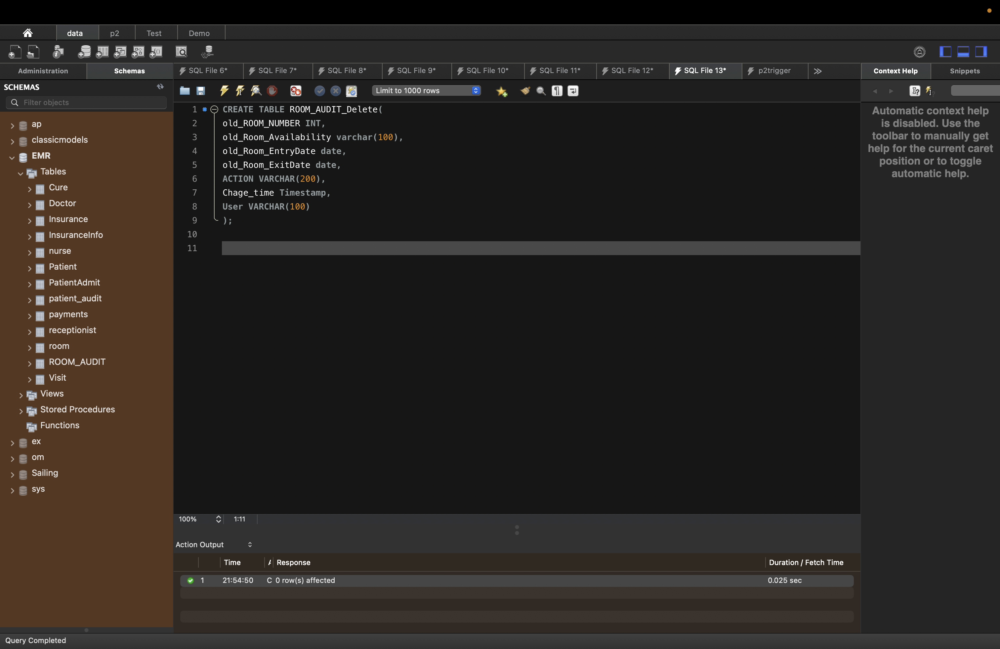 data
p2
Test
Demo
Administration
Schemas
SQL File 6*
SQL File 7*
SQL File 8*
SQL File 9*
SQL File 10*
SQL File 11*
SQL File 12*
SQL File 13*
p2trigger
Context Help
Snippets
SCHEMAS
Filter objects
Limit to 1000 rows
ap
classicmodels
EMR
Tables
Cure
Doctor
Insurance
InsuranceInfo
nurse
Patient
PatientAdmit
patient_audit
payments
receptionist
room
ROOM_AUDIT
Visit
Views
Stored Procedures
Functions
ex
om
Sailing
sys
1 CREATE TABLE ROOM_AUDIT_Delete(
2 old_ROOM_NUMBER INT,
3 old_Room_Availability varchar(100),
4 old_Room_EntryDate date,
5 old_Room_ExitDate date,
6 ACTION VARCHAR(200),
7 Chage_time Timestamp,
8 User VARCHAR(100)
9 );
10
11
Automatic context help
is disabled. Use the
toolbar to manually get
help for the current caret
position or to toggle
automatic help.
100%
1:11
Action Output
Time
Response
Duration / Fetch Time
1 21:54:50 C 0 row(s) affected 0.025 sec
Query Completed